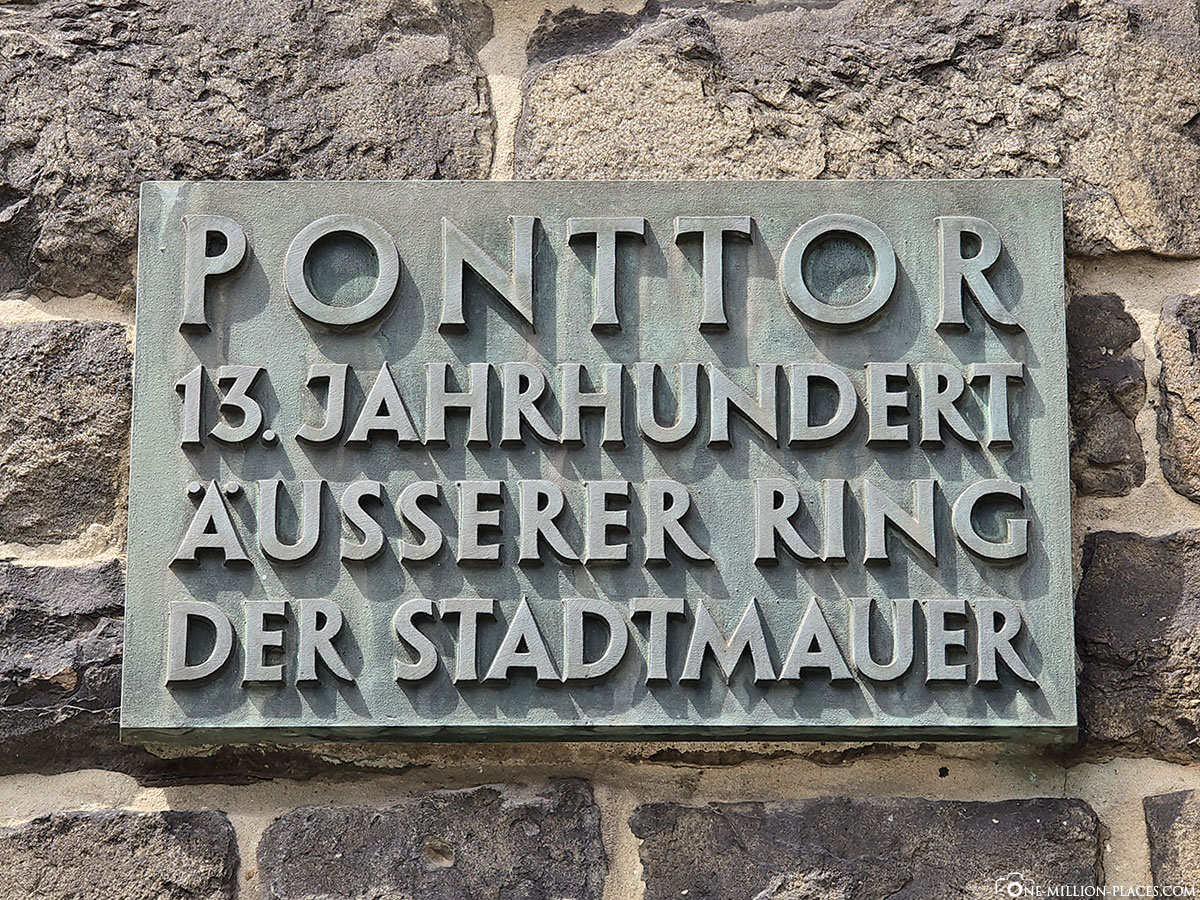 PONTTOR
13. JAHRHUNDERT
ÄUSSERER RING
DER STADTMAUER
ONE-MILLION-PLACES.COM